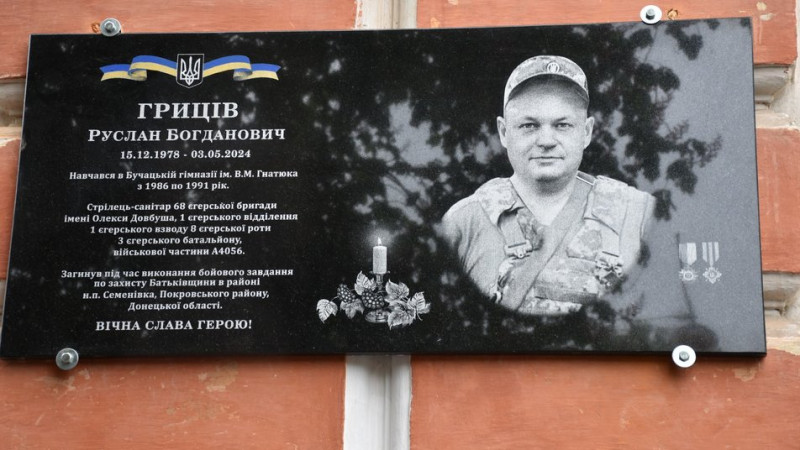 ГРИЦІВ
РУСЛАН БОГДАНОВИЧ
15.12.1978 - 03.05.2024
Навчався в Бучацькій гімназії ім. В.М. Гнатюка
з 1986 по 1991 рік.
Стрілець-санітар 68 єгерської бригади
імені Олекси Довбуша, 1 єгерського відділення
1 єгерського взводу 8 єгерської роти
3 єгерського батальйону,
військової частини А4056.
Загинув під час виконання бойового завдання
по захисту Батьківщини в районі
н.п. Семенівка, Покровського району,
Донецької області.
ВІЧНА СЛАВА ГЕРОЮ!